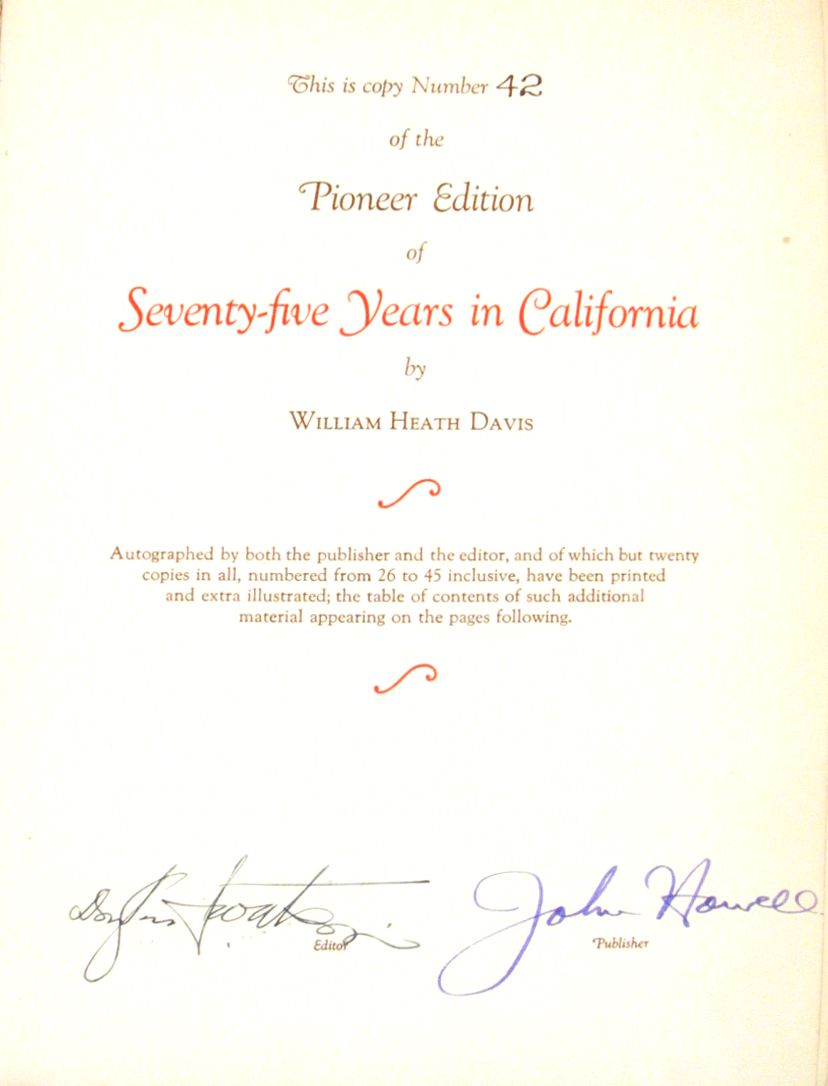 This is copy Number 42
of the
Pioneer Edition
of
Seventy-five Years in California
by
William Heath Davis
Autographed by both the publisher and the editor, and of which but twenty
copies in all, numbered from 26 to 45 inclusive, have been printed
and extra illustrated; the table of contents of such additional
material appearing on the pages following.
John Howell
Editor
Publisher